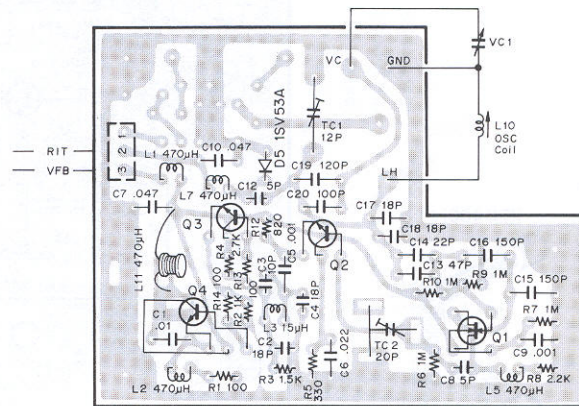 VC
GND
VC1
L10
OSC
Coil
LH
RIT
VFB
1
2
3
L1 470μH
C10 .047
D5 1SV53A
TC1
12P
C7 .047
L7 470μH
C12 5P
C19 120P
C20 100P
C17 18P
C18 18P
C14 22P
C16 150P
C13 47P
R9 1M
R10 1M
C15 150P
R7 1M
Q3
R12
820
Q2
L11 470μH
R4 2.7K
R13
100
C3
10P
C5 .001
C4 18P
R14 100
R2 1K
Q4
C1
.01
L3 15μH
C2
18P
TC2
20P
Q1
C9 .001
L2 470μH
R1 100
R3 1.5K
R5
330
C6 .022
R6 1M
C8 5P
L5 470μH
R8 2.2K